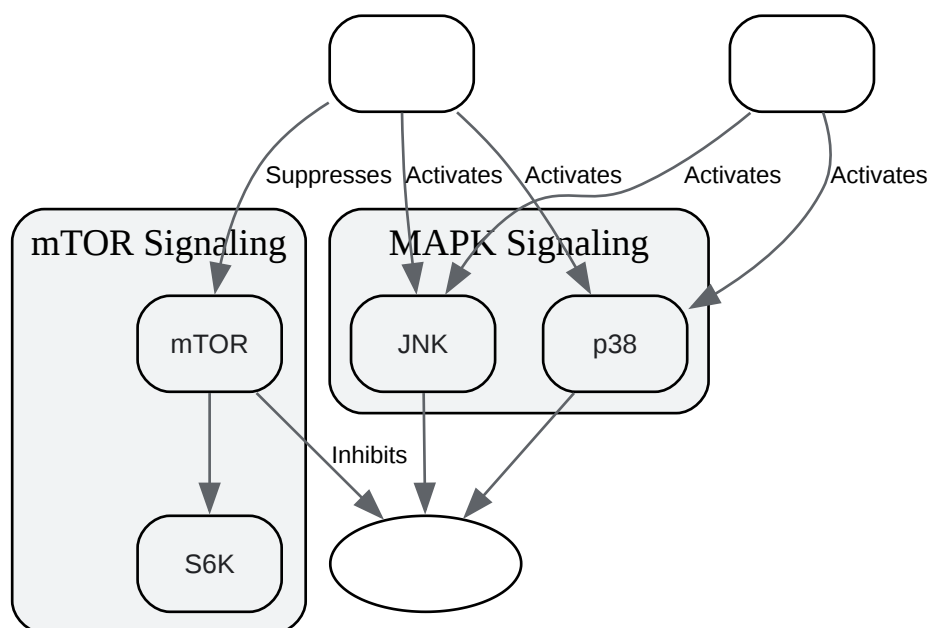 Suppresses
Activates
Activates
Activates
Activates
mTOR Signaling
MAPK Signaling
mTOR
JNK
p38
Inhibits
S6K